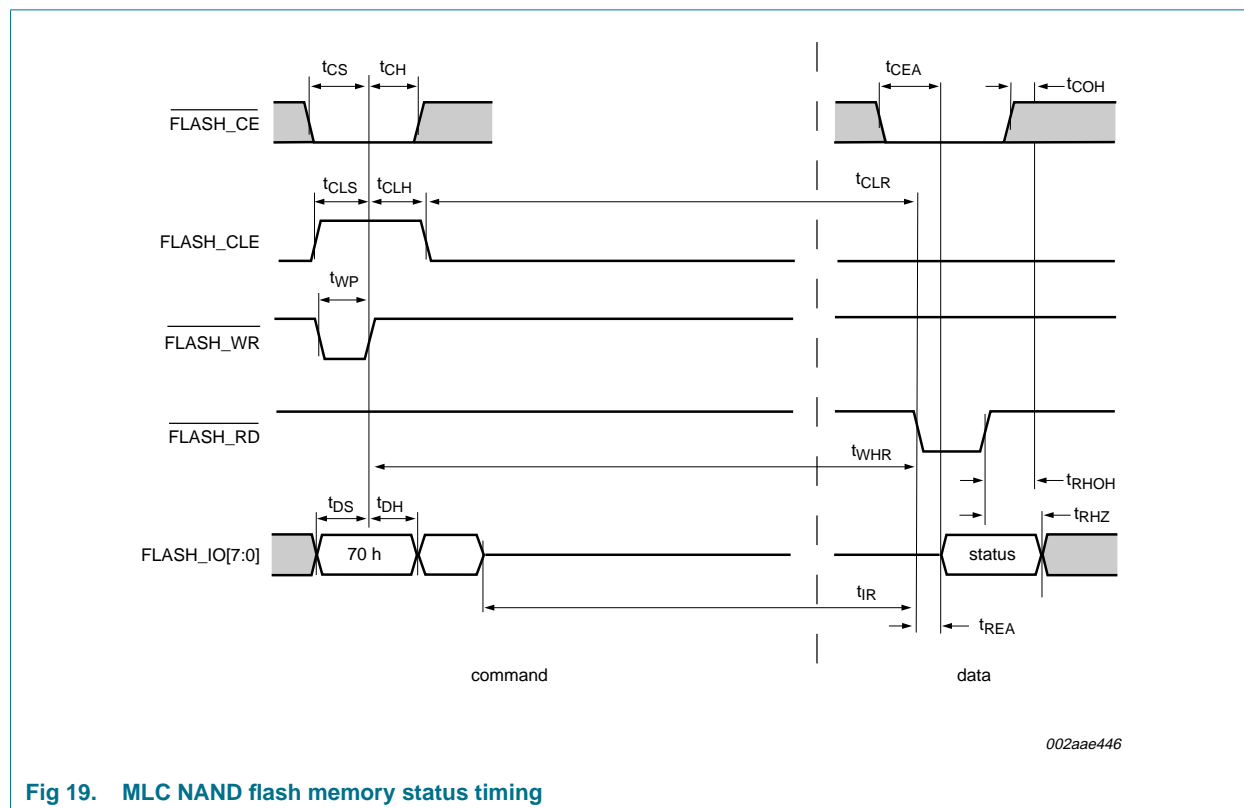 tCS tCH tCEA tCOH
FLASH_CE
tCLS tCLH tCLR
FLASH_CLE
tWP
FLASH_WR
FLASH_RD
tWHR
tRHOH
tDS tDH tRHZ
FLASH_IO[7:0] 70 h status
tIR
tREA
command data
002aae446
Fig 19. MLC NAND flash memory status timing